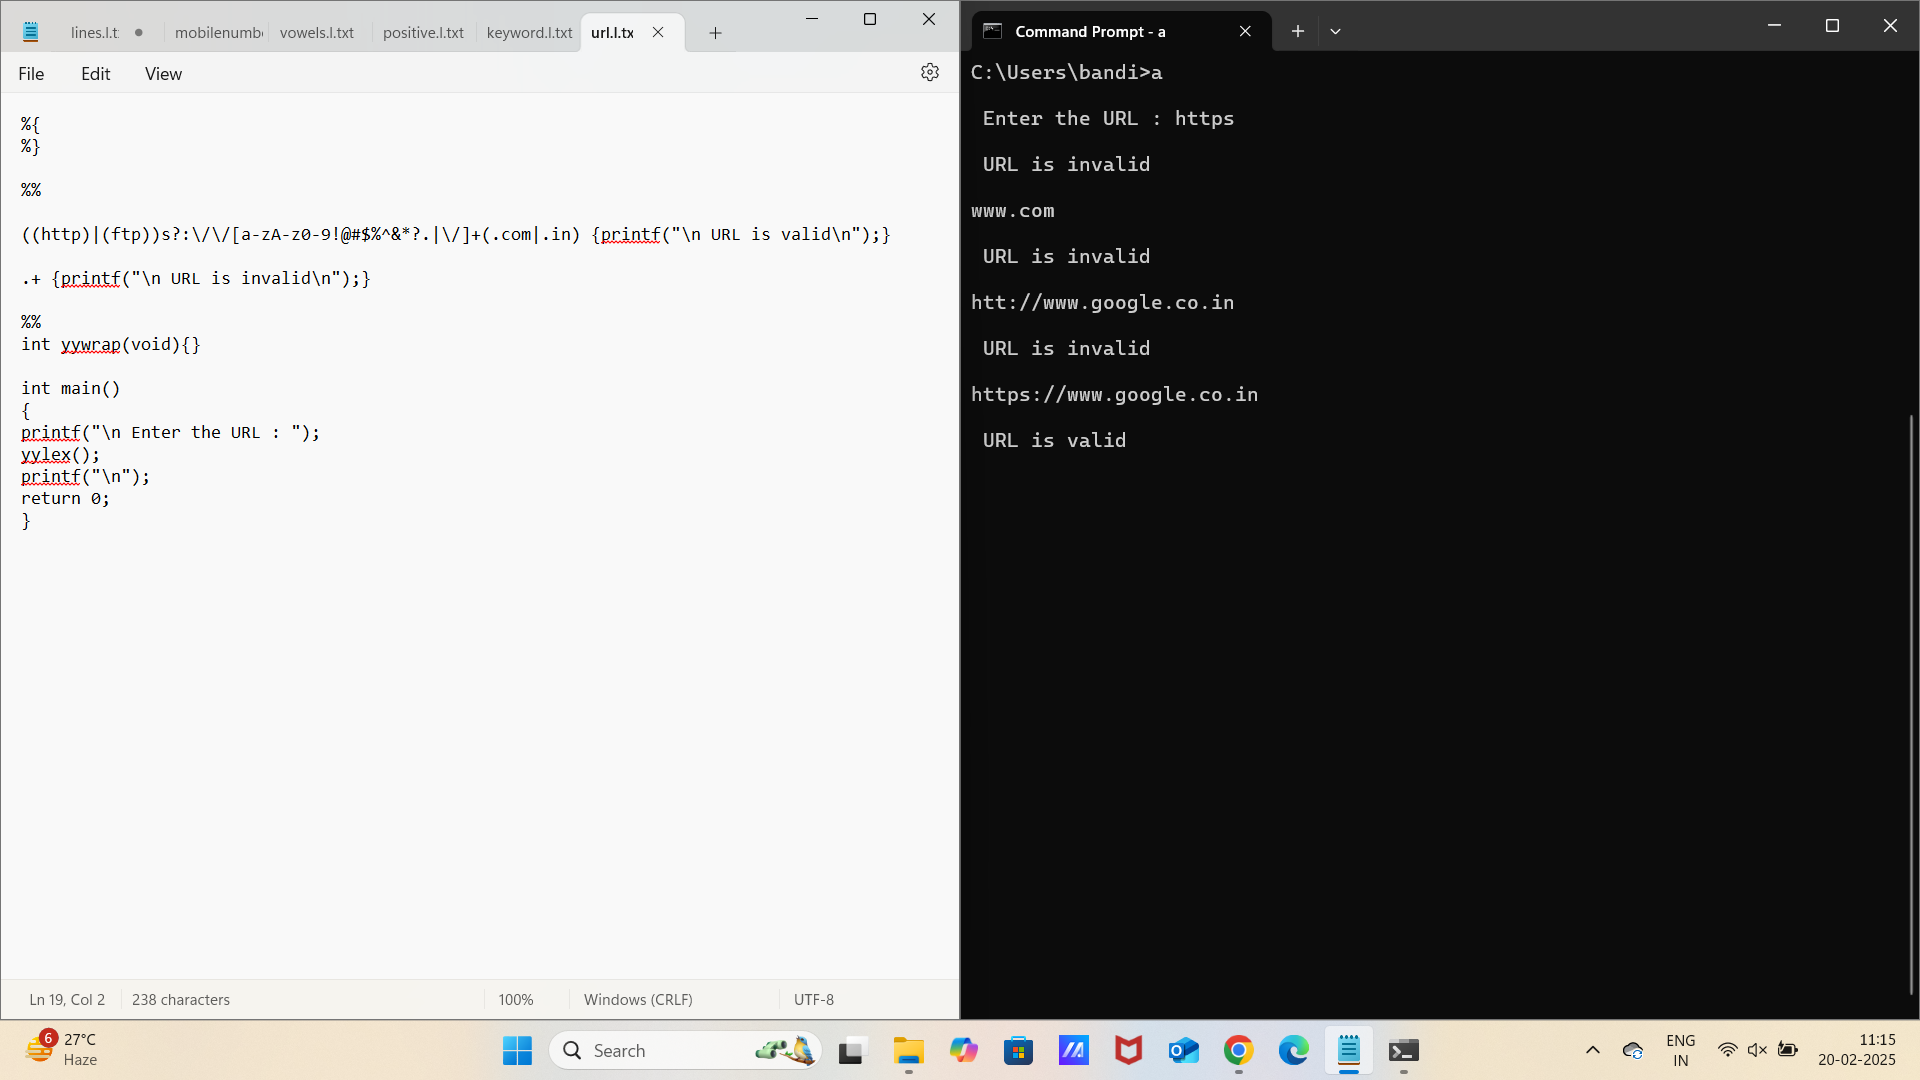 lines.l.t
mobilenumb
vowels.l.txt
positive.l.txt
keyword.l.txt
url.l.tx
File
Edit
View
%{
%}
%%
((http)|(ftp))s?:\/\/[a-zA-z0-9!@#$%^&*?.|\/]+(.com|.in) {printf("\n URL is valid\n");}
.+ {printf("\n URL is invalid\n");}
%%
int yywrap(void){}
int main()
{
printf("\n Enter the URL : ");
yylex();
printf("\n");
return 0;
}
Ln 19, Col 2
238 characters
100%
Windows (CRLF)
UTF-8
Command Prompt - a
C:\Users\bandi>a
Enter the URL : https
URL is invalid
www.com
URL is invalid
htt://www.google.co.in
URL is invalid
https://www.google.co.in
URL is valid
6
27°C
Haze
Search
ENG
IN
11:15
20-02-2025